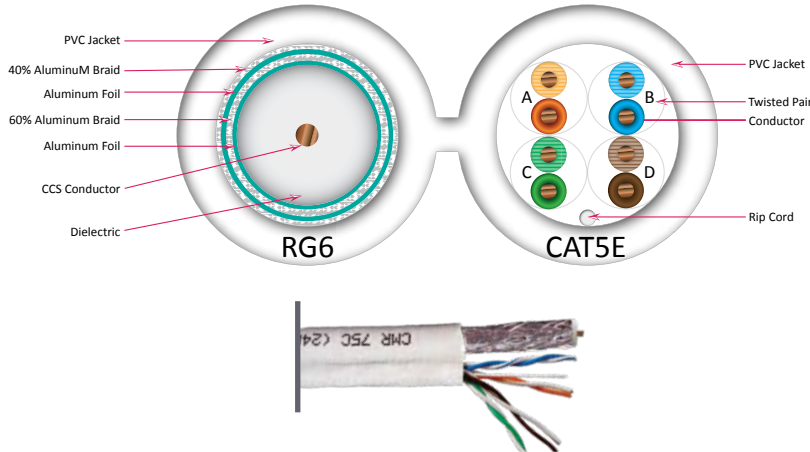 PVC Jacket
40% AluminuM Braid
Aluminum Foil
60% Aluminum Braid
Aluminum Foil
CCS Conductor
Dielectric
RG6
A
B
C
D
PVC Jacket
Twisted Pair
Conductor
Rip Cord
CAT5E
CMR 75C (24